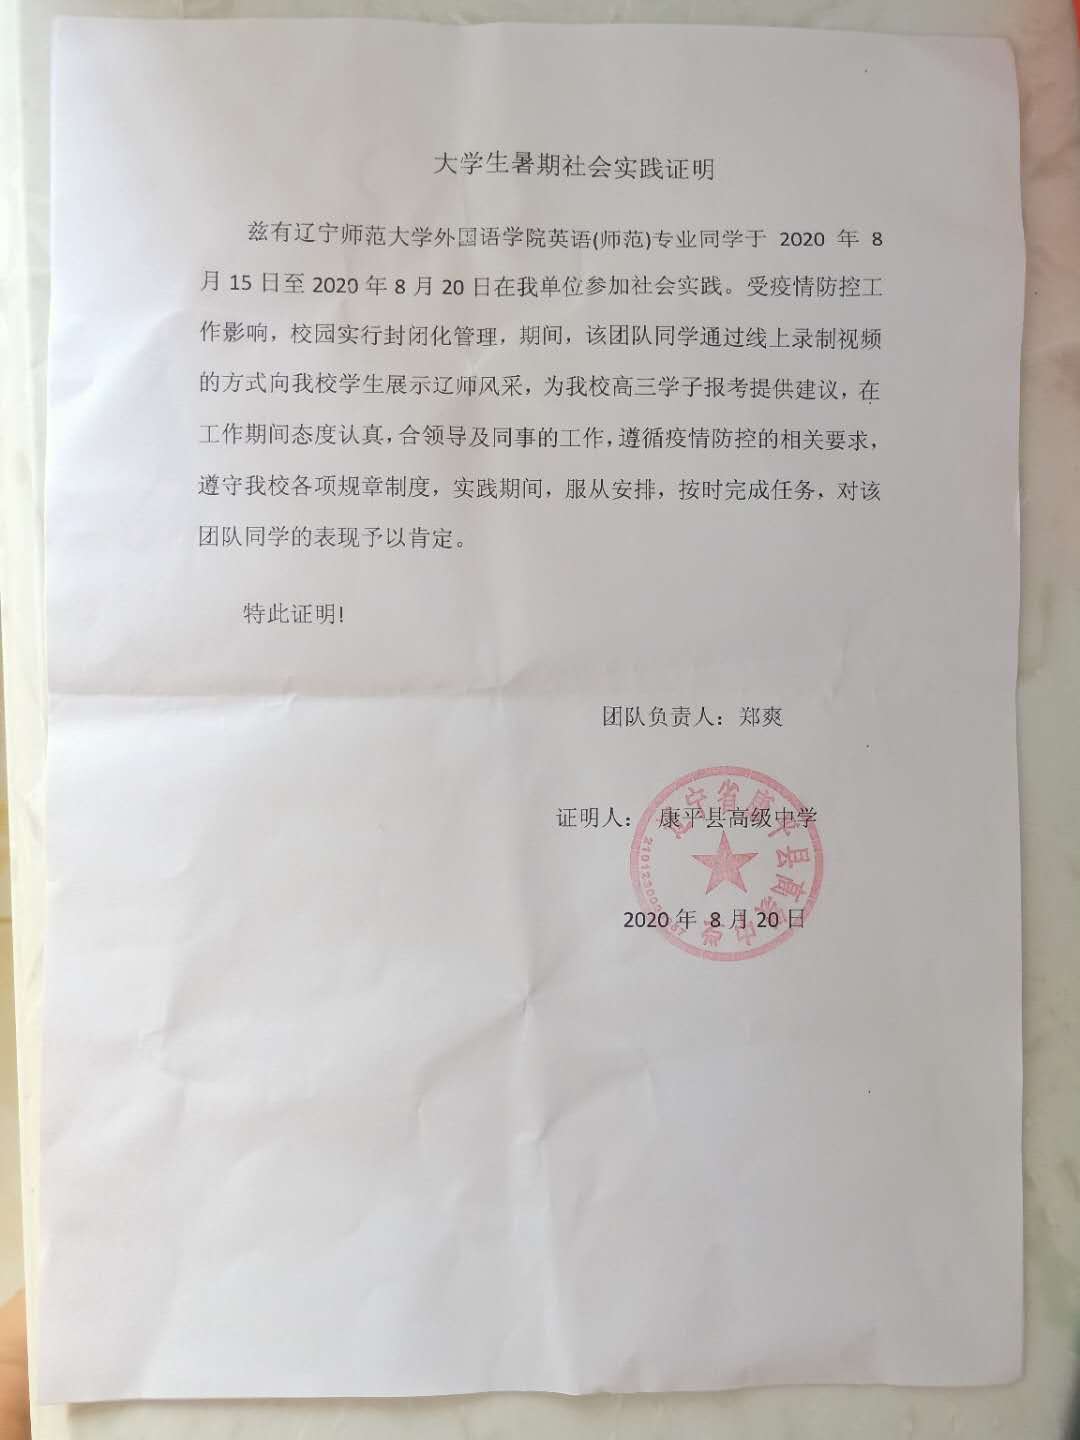 大学生暑期社会实践证明
兹有辽宁师范大学外国语学院英语(师范)专业同学于 2020 年 8
月 15 日至 2020 年 8 月 20 日在我单位参加社会实践。受疫情防控工
作影响，校园实行封闭化管理，期间，该团队同学通过线上录制视频
的方式向我校学生展示辽师风采，为我校高三学子报考提供建议，在
工作期间态度认真，合领导及同事的工作，遵循疫情防控的相关要求，
遵守我校各项规章制度，实践期间，服从安排，按时完成任务，对该
团队同学的表现予以肯定。
特此证明!
团队负责人：郑爽
证明人： 康平县高级中学
辽宁省康平县高级中学
2020 年 8 月 20 日